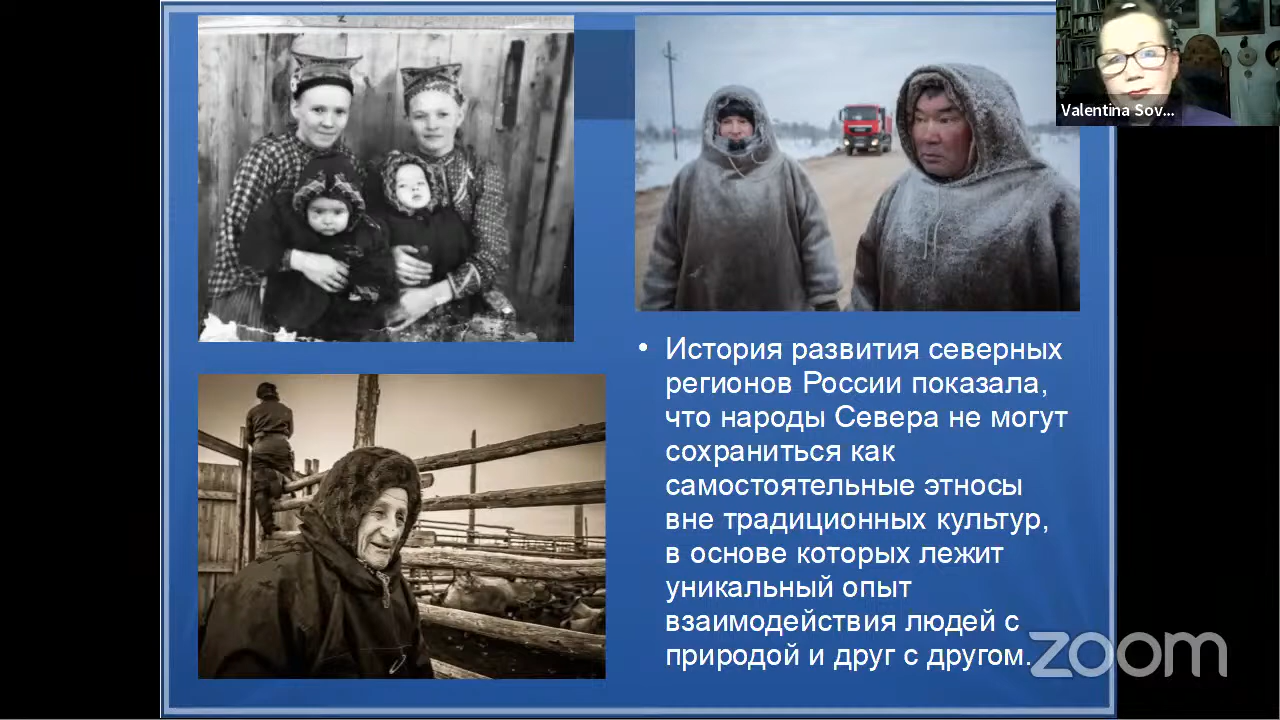 Valentina Sov...
• История развития северных
регионов России показала,
что народы Севера не могут
сохраниться как
самостоятельные этносы
вне традиционных культур,
в основе которых лежит
уникальный опыт
взаимодействия людей с
природой и друг с другом.
zoom